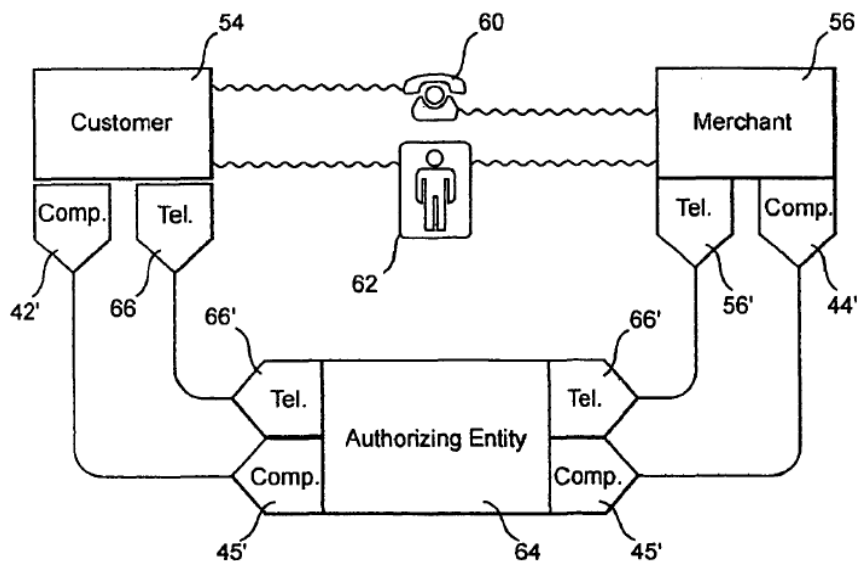 54
60
56
Customer
Merchant
Comp.
Tel.
Tel.
Comp.
42'
66
62
56'
44'
66'
66'
Tel.
Authorizing Entity
Tel.
Comp.
Comp.
45'
64
45'